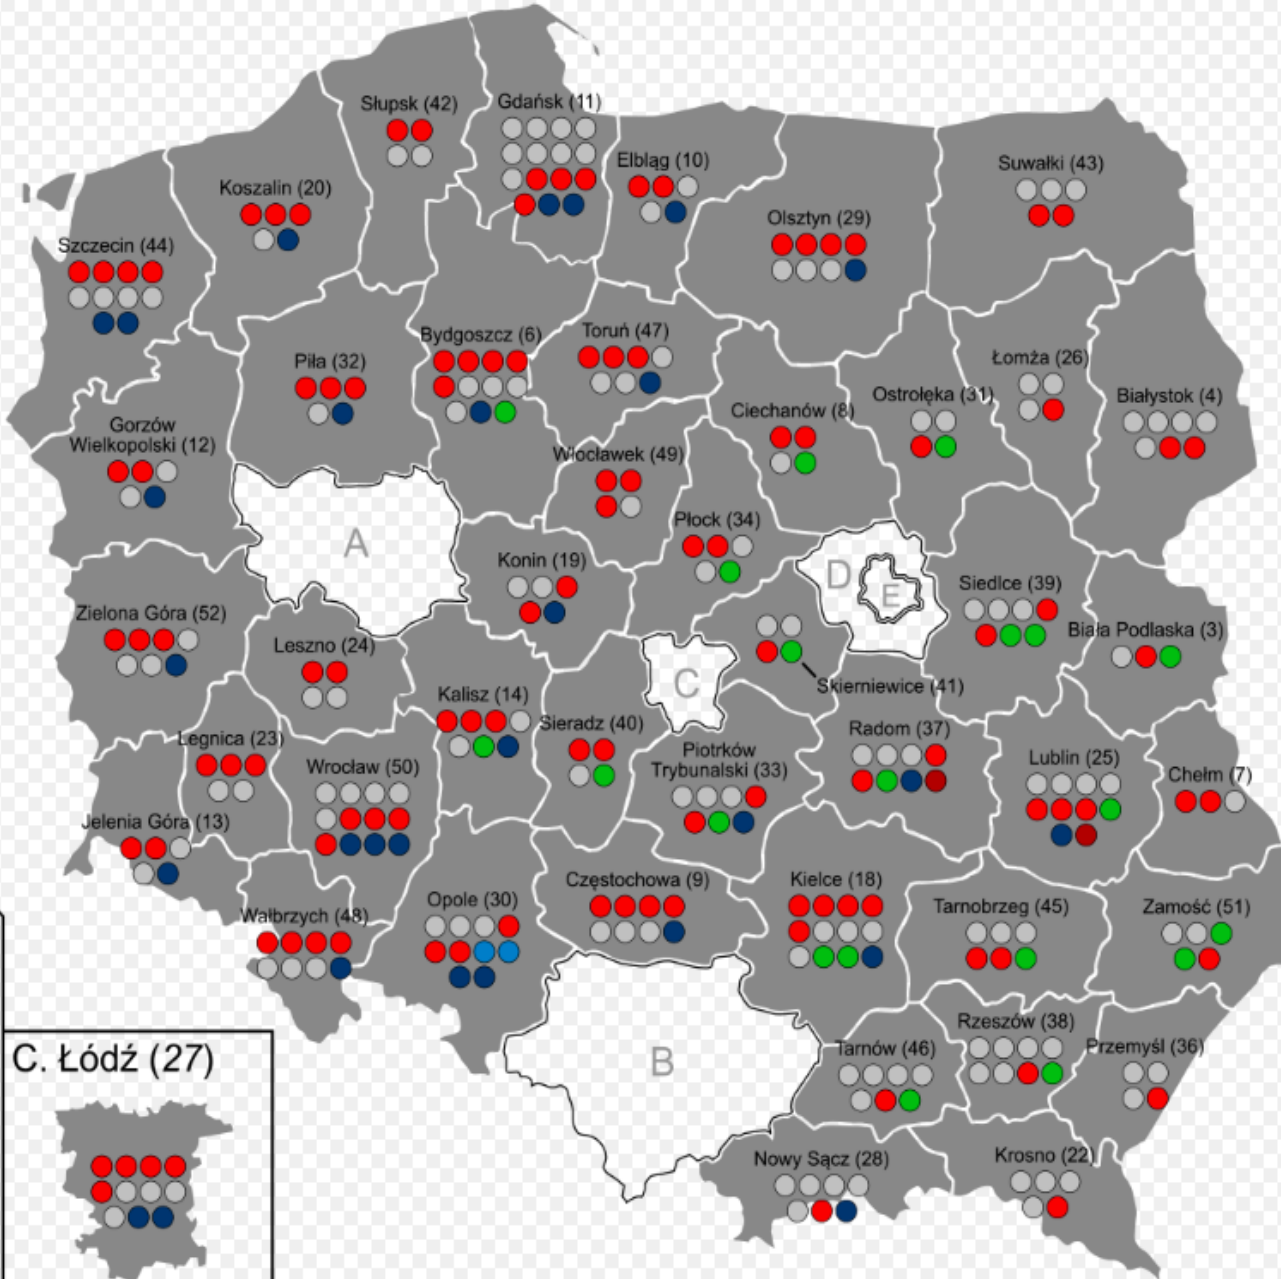 Słupsk (42)
Gdańsk (11)
Elbląg (10)
Suwałki (43)
Koszalin (20)
Olsztyn (29)
Szczecin (44)
Bydgoszcz (6)
Toruń (47)
Piła (32)
Łomża (26)
Ostrołęka (31)
Białystok (4)
Ciechanów (8)
Gorzów
Wielkopolski (12)
Włocławek (49)
Płock (34)
A
Konin (19)
D
E
Siedlce (39)
Zielona Góra (52)
Biała Podlaska (3)
Leszno (24)
C
Skierniewice (41)
Kalisz (14)
Sieradz (40)
Radom (37)
Legnica (23)
Piotrków
Trybunalski (33)
Wrocław (50)
Lublin (25)
Chełm (7)
Jelenia Góra (13)
Częstochowa (9)
Kielce (18)
Opole (30)
Tarnobrzeg (45)
Zamość (51)
Wałbrzych (48)
Rzeszów (38)
Przemyśl (36)
Tarnów (46)
B
C. Łódź (27)
Nowy Sącz (28)
Krosno (22)